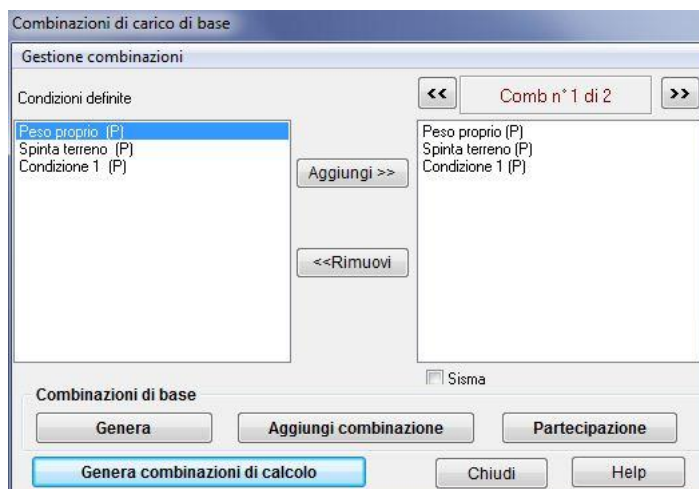 Combinazioni di carico di base
Gestione combinazioni
Condizioni definite
<< Comb n° 1 di 2 >>
Peso proprio (P)
Spinta terreno (P)
Condizione 1 (P)
Aggiungi >>
<<Rimuovi
Peso proprio (P)
Spinta terreno (P)
Condizione 1 (P)
Sisma
Combinazioni di base
Genera Aggiungi combinazione Partecipazione
Genera combinazioni di calcolo Chiudi Help